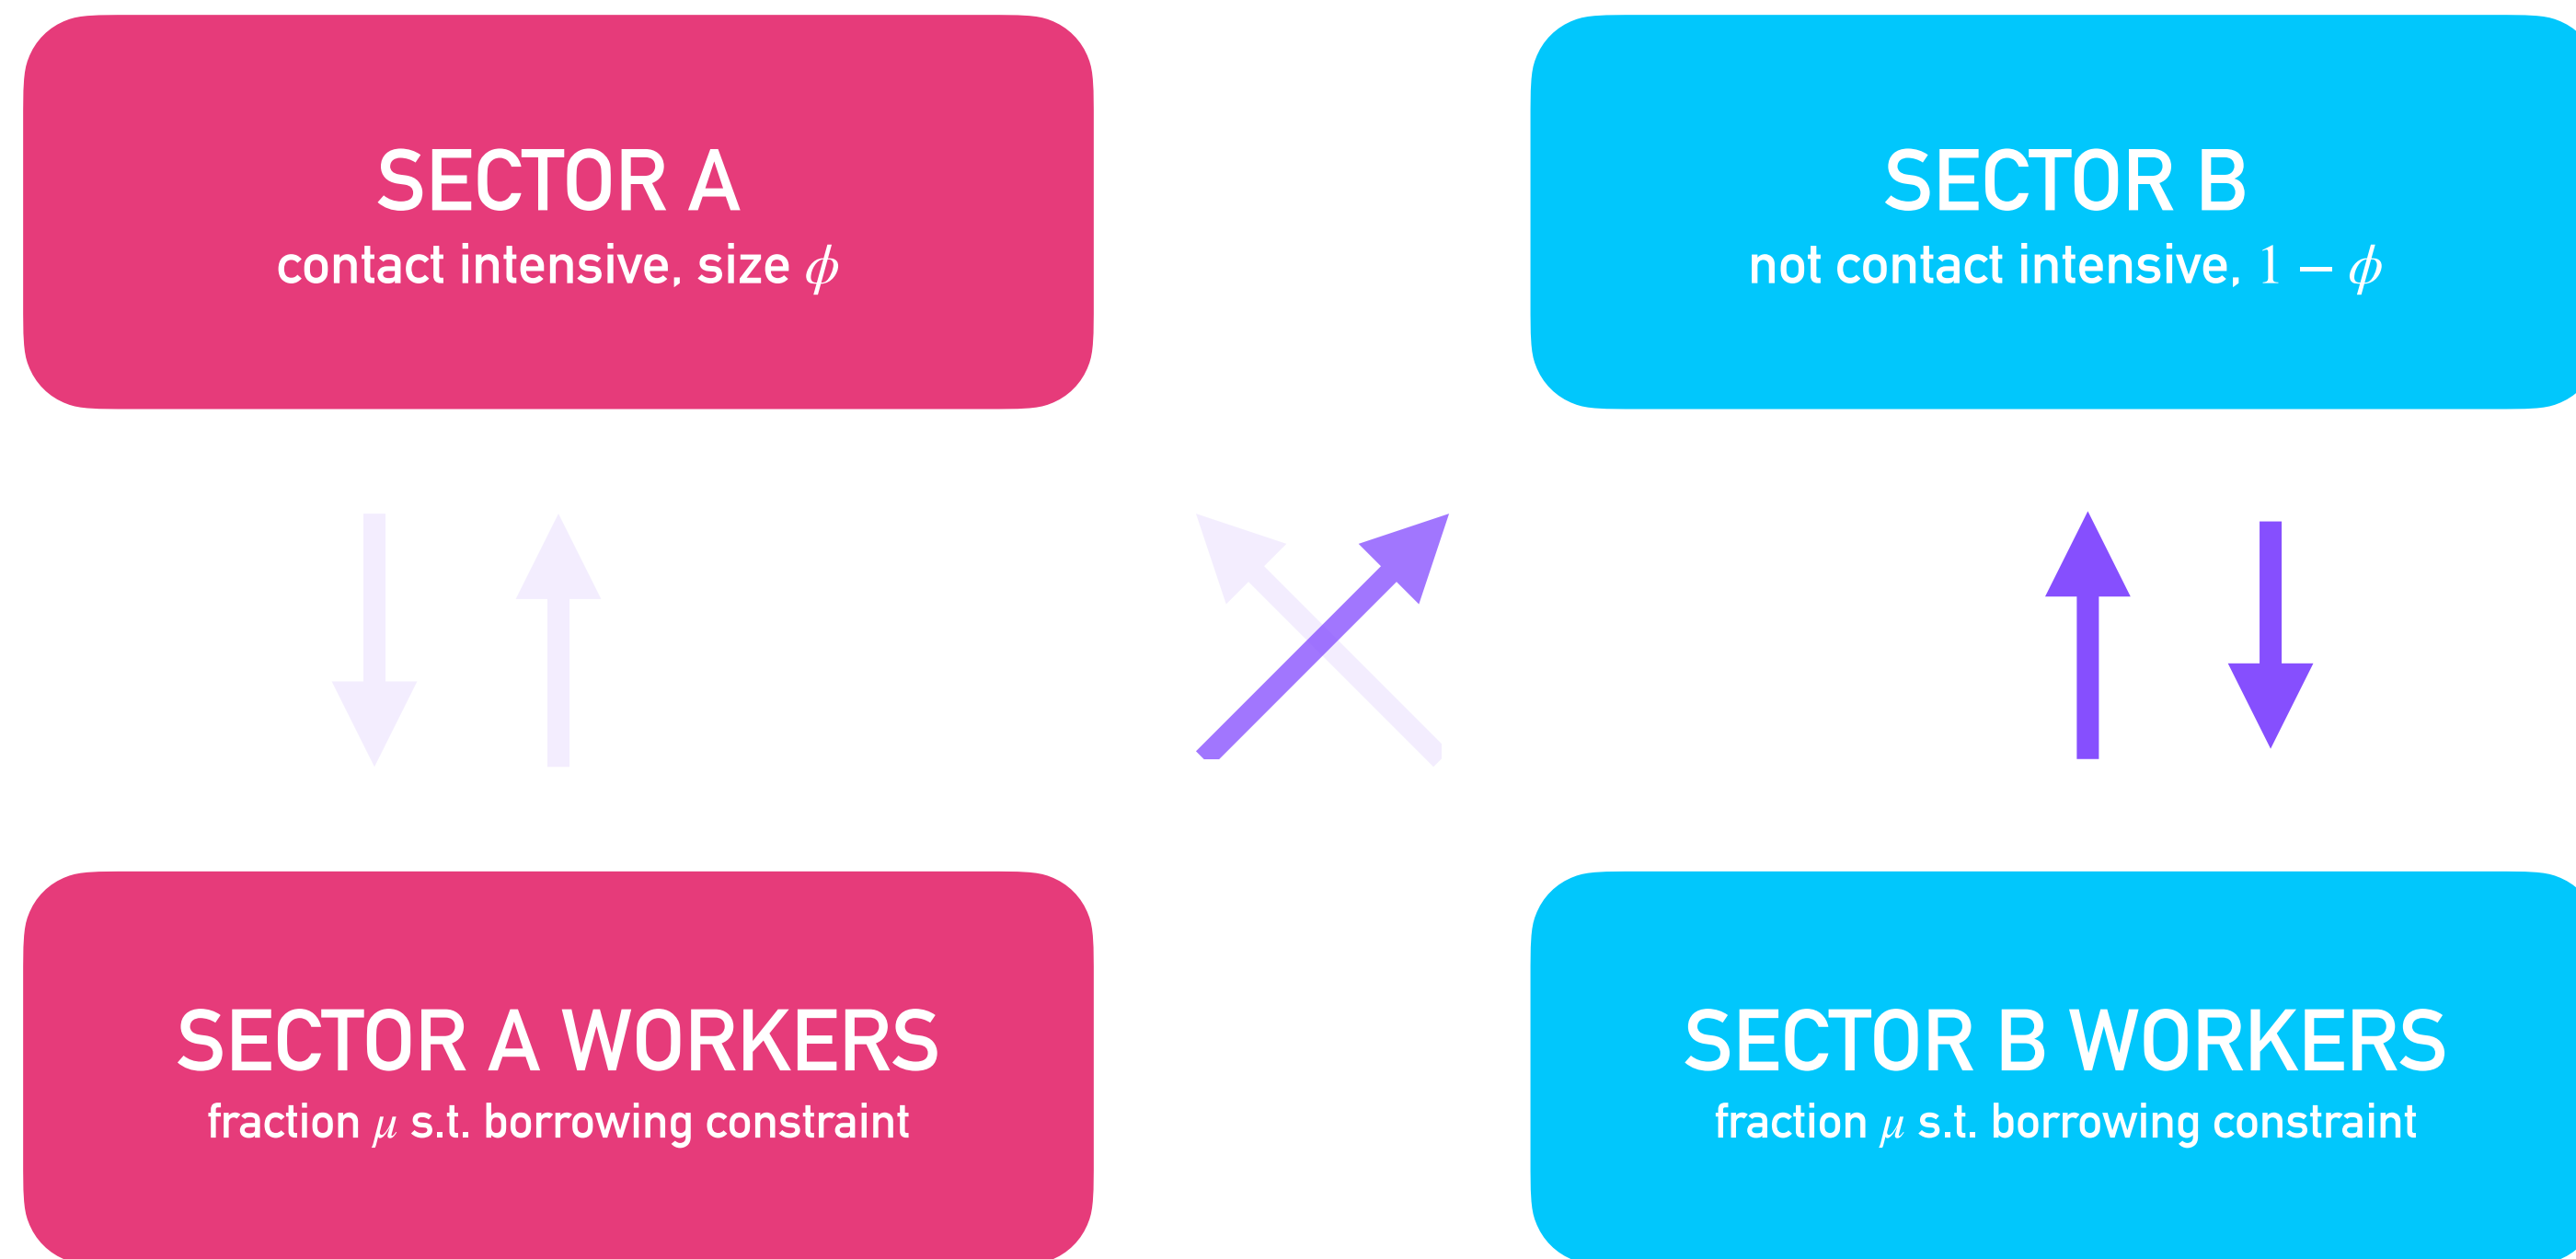 SECTOR A
contact intensive, size ϕ
SECTOR B
not contact intensive, 1 − ϕ
SECTOR A WORKERS
fraction μ s.t. borrowing constraint
SECTOR B WORKERS
fraction μ s.t. borrowing constraint